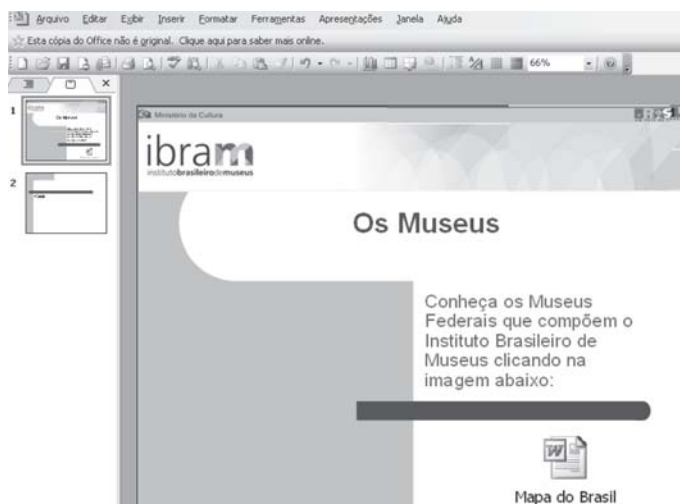 Arquivo Editar Exibir Inserir Formatar Ferramentas Apresentações Janela Ajuda
Esta cópia do Office não é original. Clique aqui para saber mais online.
66%
1
2
Ministério da Cultura
ibram
institutobrasileirodemuseus
Os Museus
Conheça os Museus
Federais que compõem o
Instituto Brasileiro de
Museus clicando na
imagem abaixo:
Mapa do Brasil